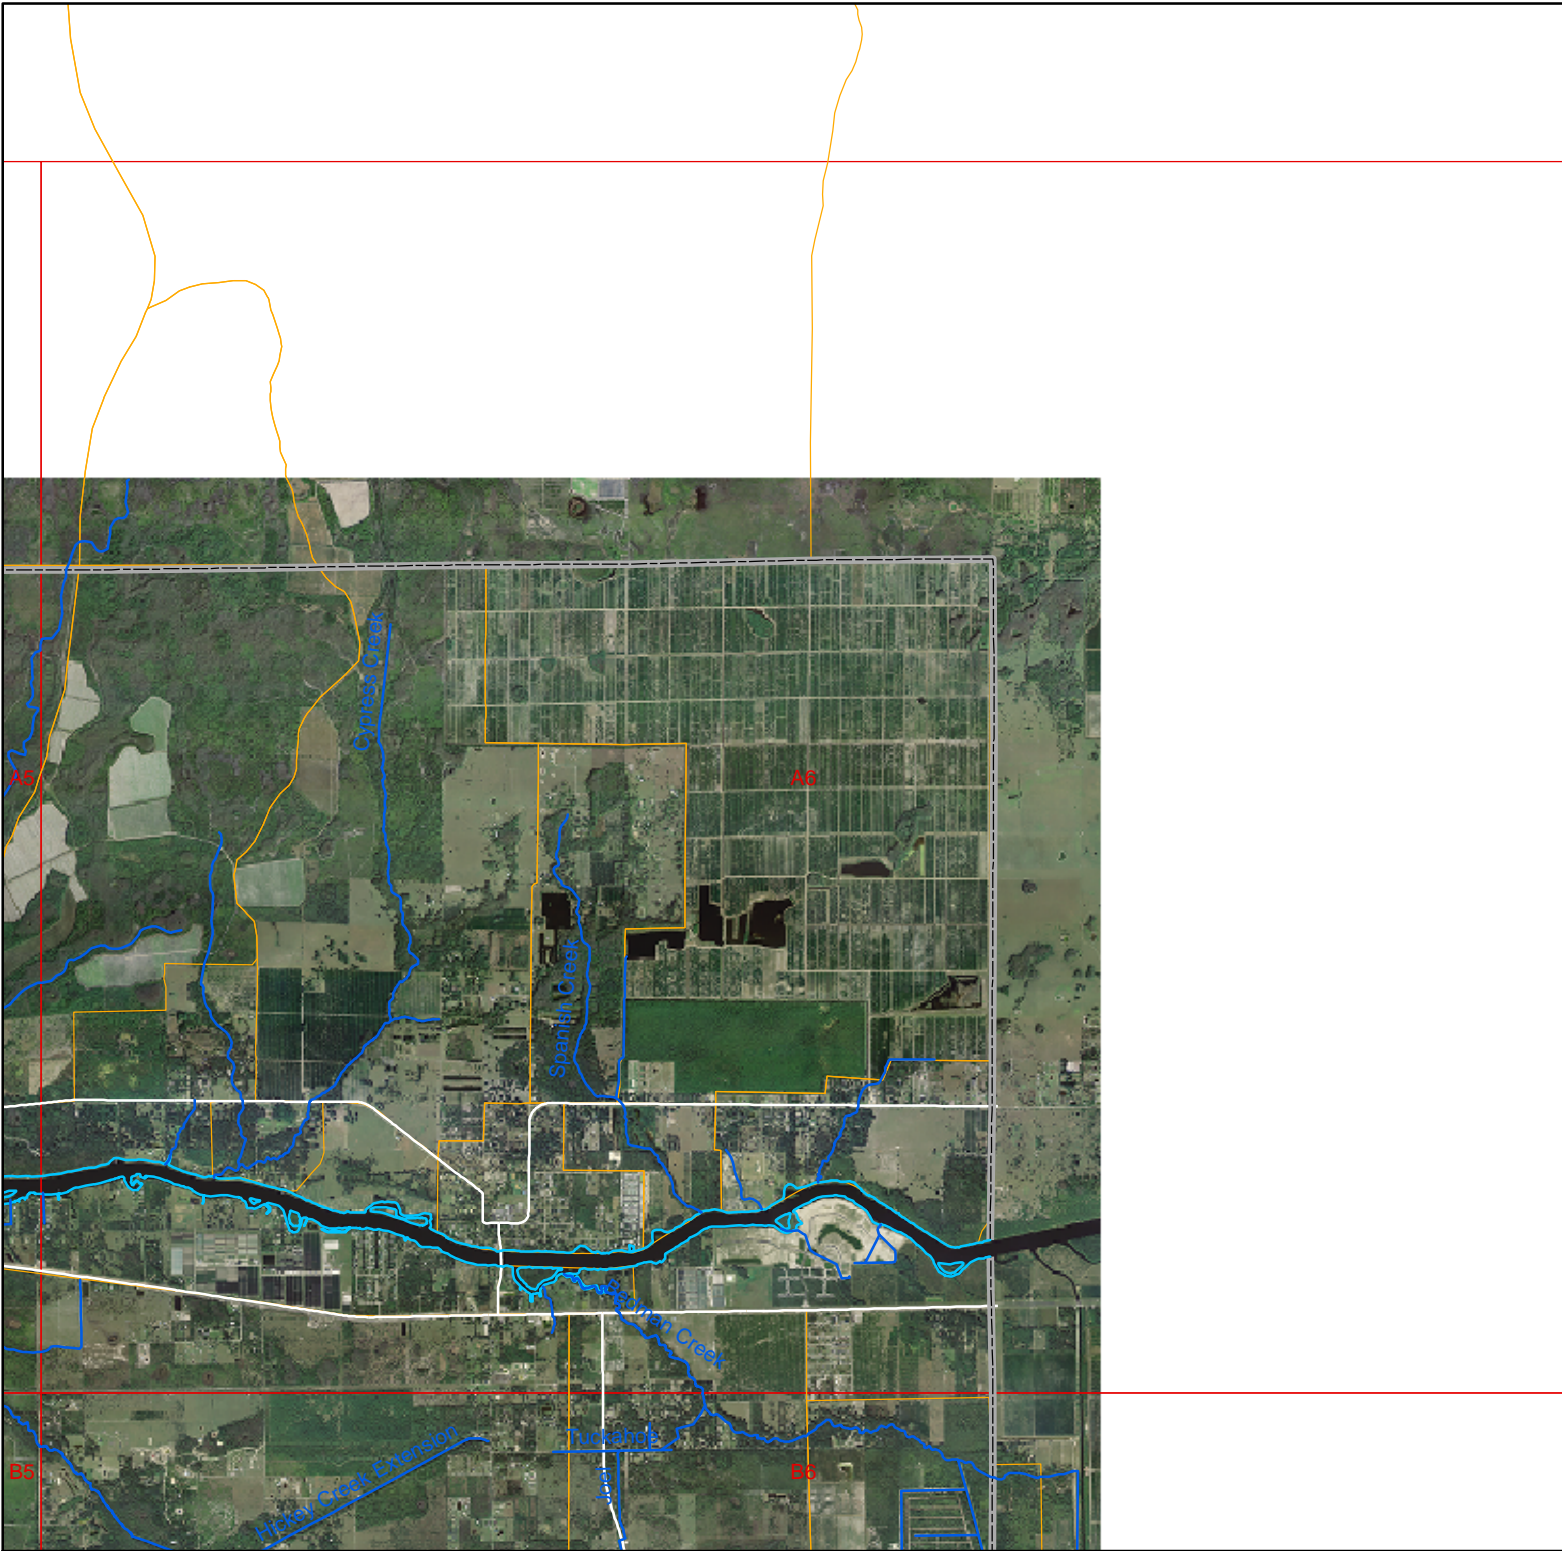 Cypress Creek
A5
A6
Spanish Creek
Bedman Creek
Tuckahoe
B5
Hickey Creek Extension
Joel
B6